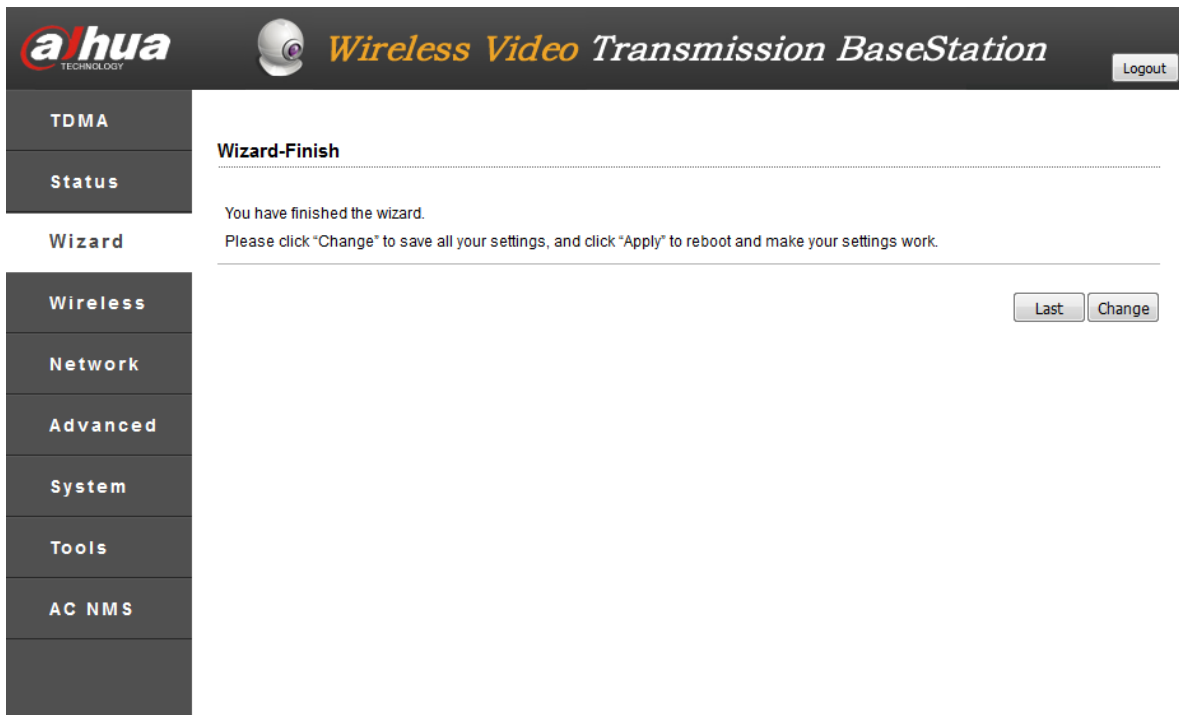 alhua
TECHNOLOGY
Wireless Video Transmission BaseStation
Logout
TDMA
Status
Wizard
Wireless
Network
Advanced
System
Tools
AC NMS
Wizard-Finish
You have finished the wizard.
Please click “Change” to save all your settings, and click “Apply” to reboot and make your settings work.
Last Change